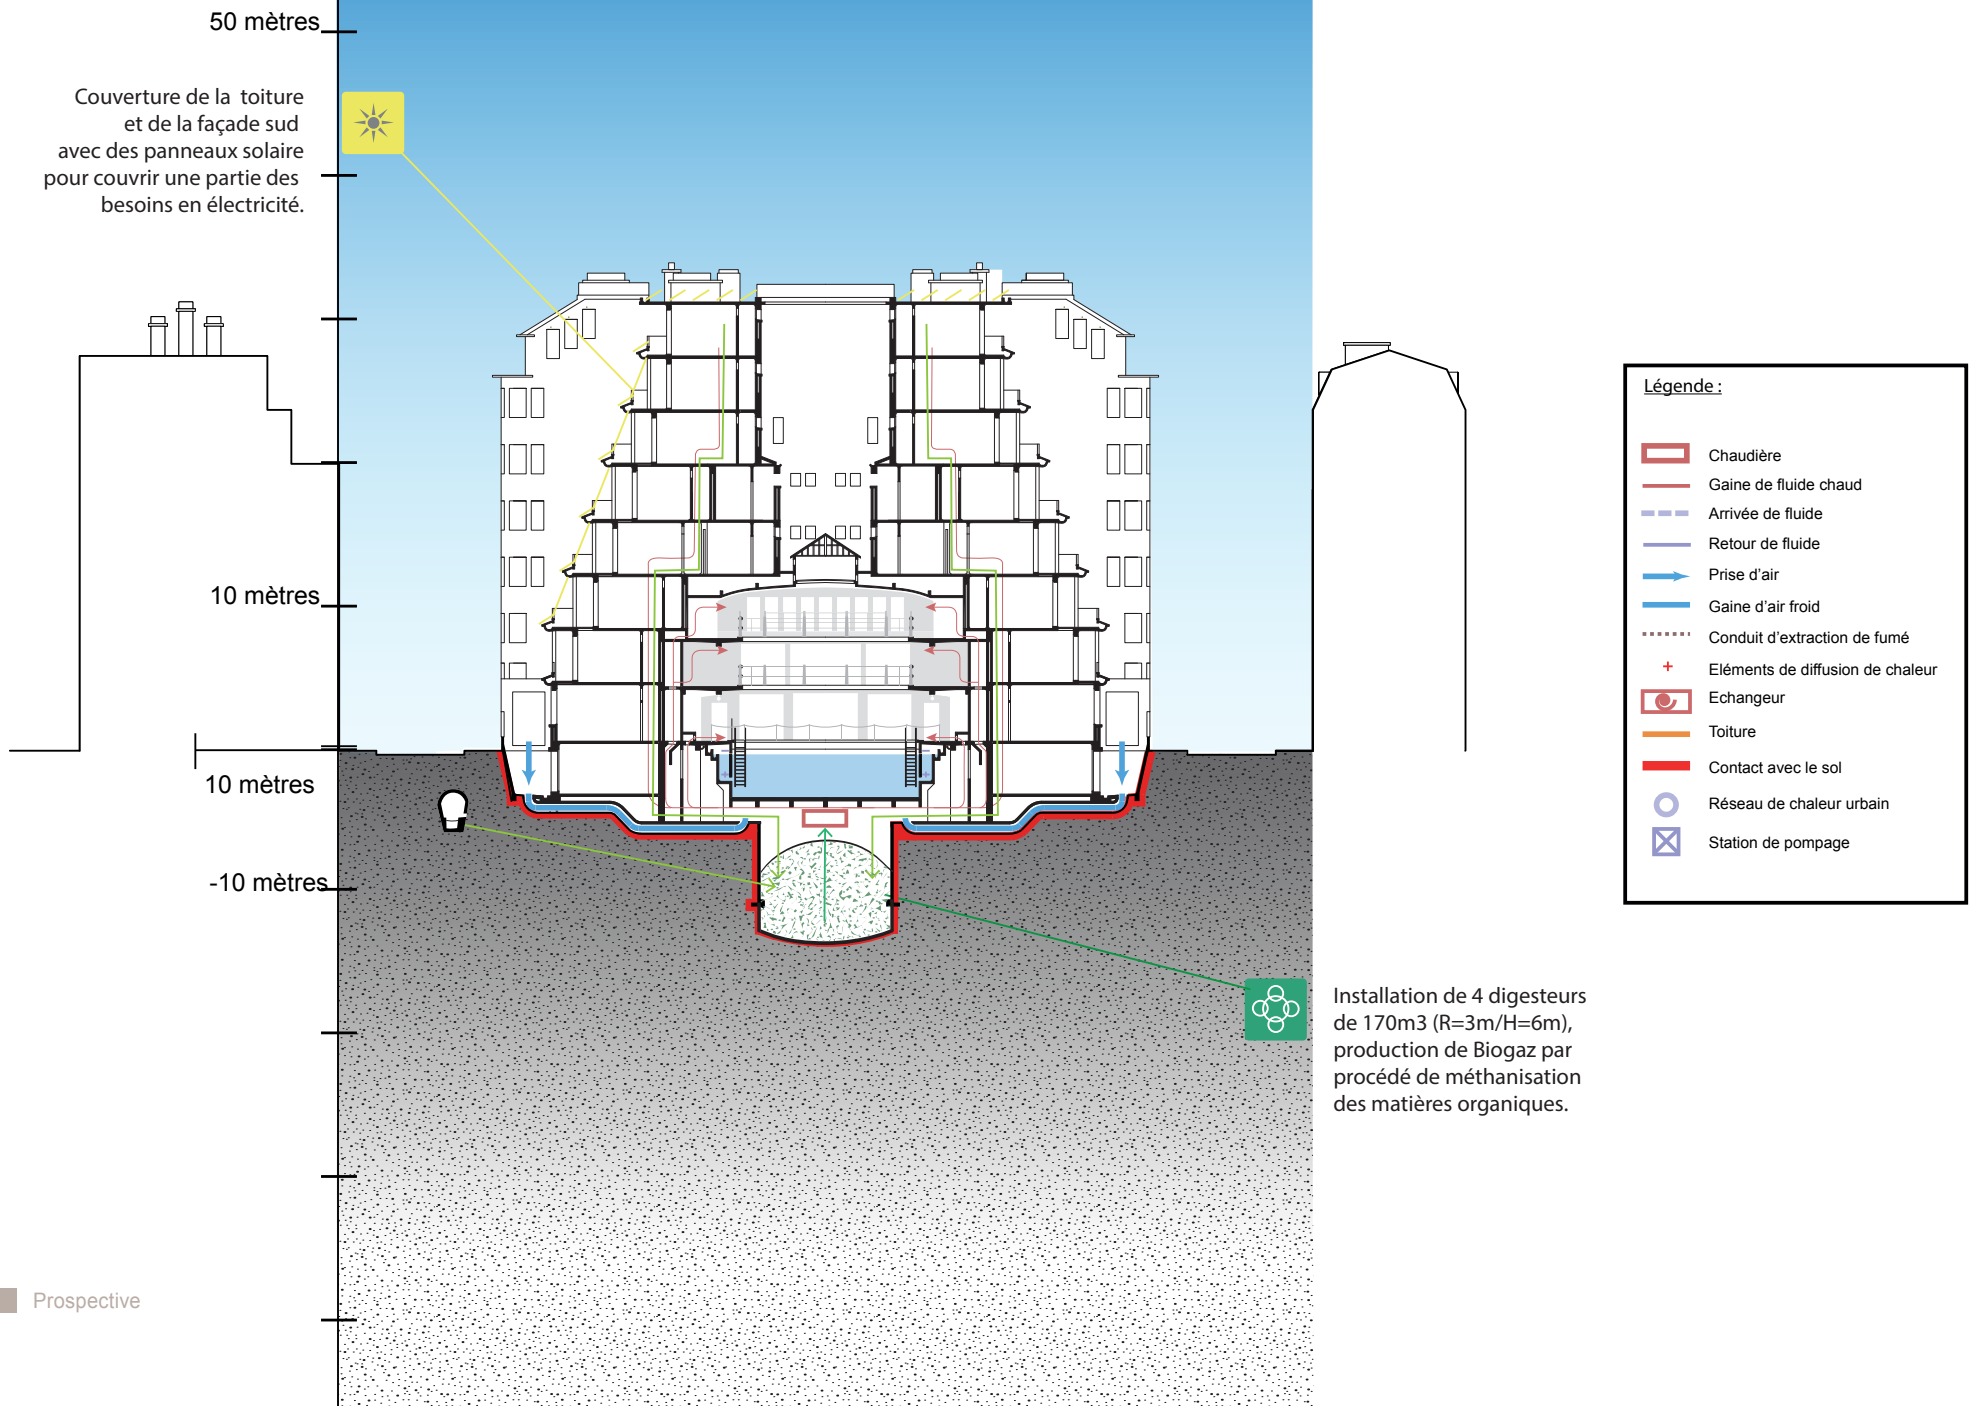 50 mètres
Couverture de la toiture
et de la façade sud
avec des panneaux solaire
pour couvrir une partie des
besoins en électricité.
10 mètres
10 mètres
-10 mètres
Légende :
Chaudière
Gaine de fluide chaud
Arrivée de fluide
Retour de fluide
Prise d'air
Gaine d'air froid
Conduit d'extraction de fumé
Eléments de diffusion de chaleur
Echangeur
Toiture
Contact avec le sol
Réseau de chaleur urbain
Station de pompage
Installation de 4 digesteurs
de 170m3 (R=3m/H=6m),
production de Biogaz par
procédé de méthanisation
des matières organiques.
Prospective